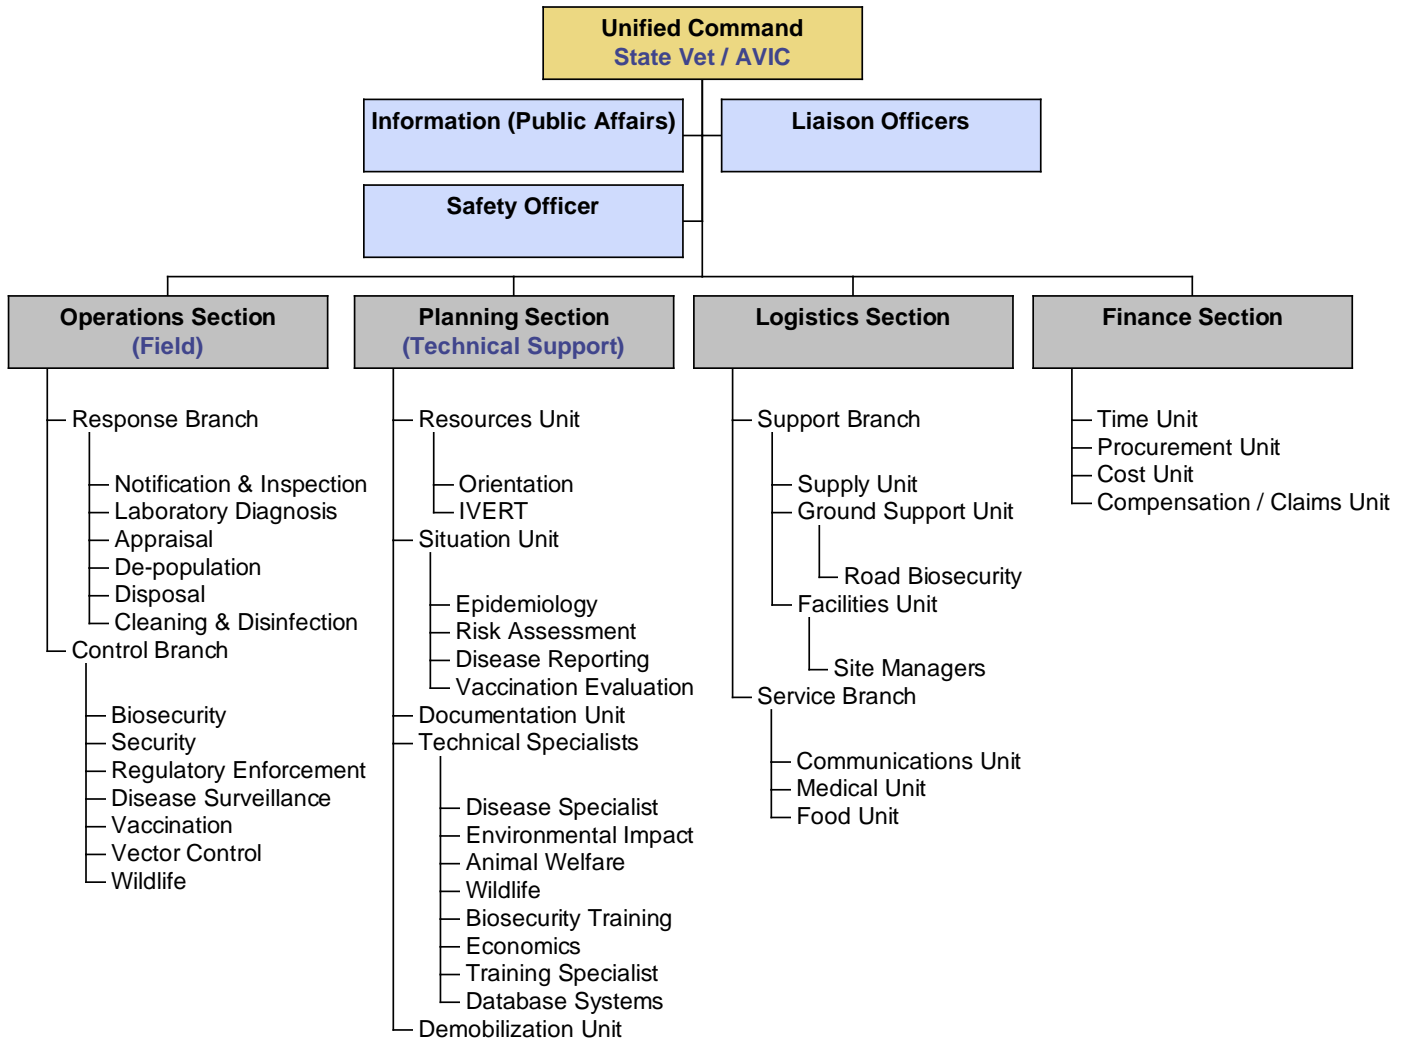 Unified Command
State Vet / AVIC
Information (Public Affairs)
Liaison Officers
Safety Officer
Operations Section
(Field)
Response Branch
Notification & Inspection
Laboratory Diagnosis
Appraisal
De-population
Disposal
Cleaning & Disinfection
Control Branch
Biosecurity
Security
Regulatory Enforcement
Disease Surveillance
Vaccination
Vector Control
Wildlife
Planning Section
(Technical Support)
Resources Unit
Orientation
IVERT
Situation Unit
Epidemiology
Risk Assessment
Disease Reporting
Vaccination Evaluation
Documentation Unit
Technical Specialists
Disease Specialist
Environmental Impact
Animal Welfare
Wildlife
Biosecurity Training
Economics
Training Specialist
Database Systems
Demobilization Unit
Logistics Section
Support Branch
Supply Unit
Ground Support Unit
Road Biosecurity
Facilities Unit
Site Managers
Service Branch
Communications Unit
Medical Unit
Food Unit
Finance Section
Time Unit
Procurement Unit
Cost Unit
Compensation / Claims Unit